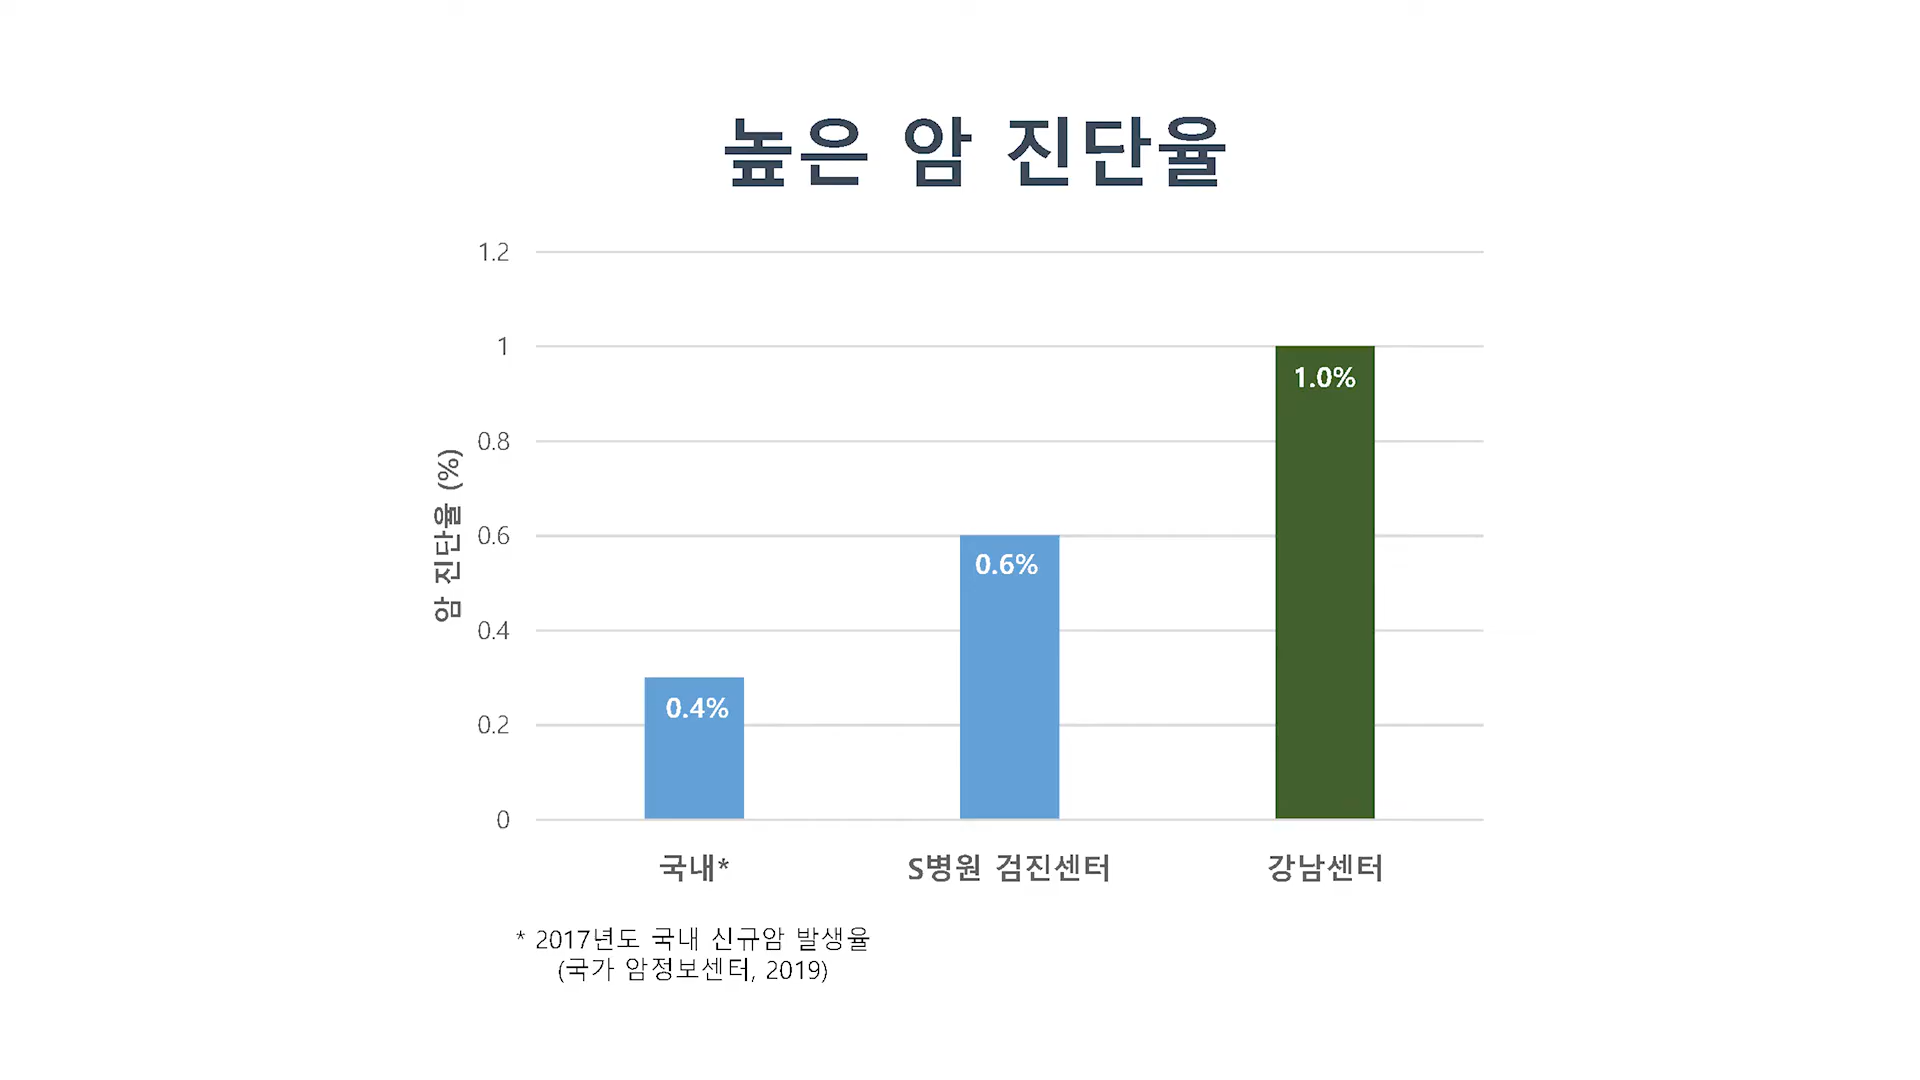 높은 암 진단율
1.2
1
0.8
0.6
0.4
0.2
0
암 진단율 (%)
0.4%
0.6%
1.0%
국내*
S병원 검진센터
강남센터
* 2017년도 국내 신규암 발생율
(국가 암정보센터, 2019)